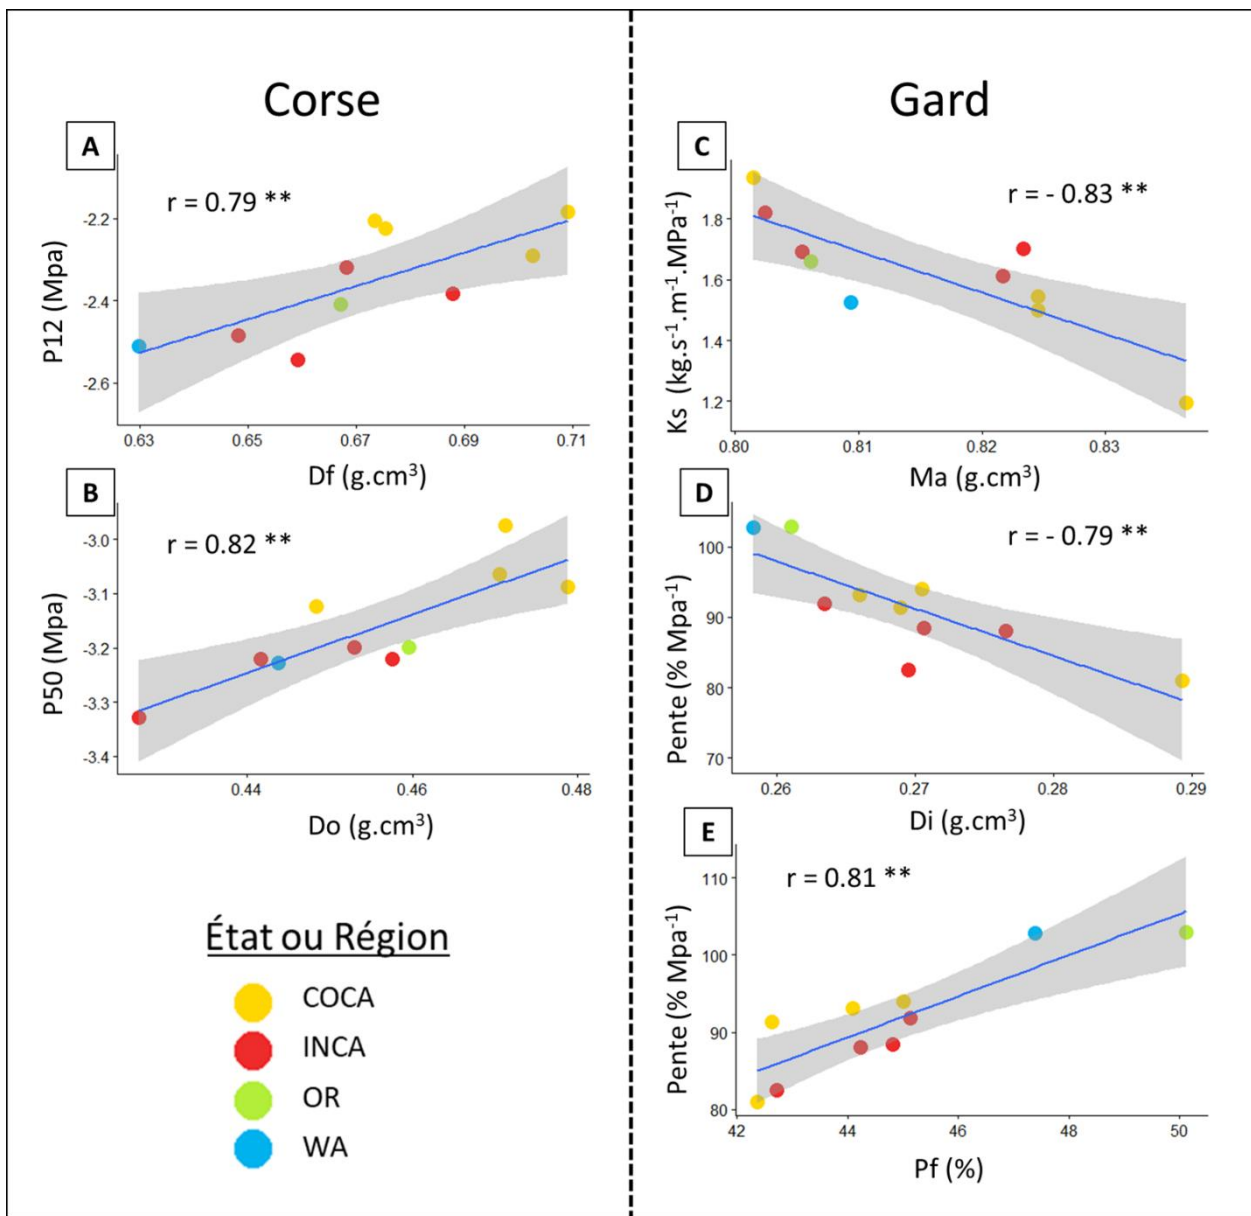 Corse
A
r = 0.79 **
P12 (Mpa)
-2.2
-2.4
-2.6
0.63 0.65 0.67 0.69 0.71
Df (g.cm³)
B
r = 0.82 **
P50 (Mpa)
-3.0
-3.1
-3.2
-3.3
-3.4
0.44 0.46 0.48
Do (g.cm³)
État ou Région
COCA
INCA
OR
WA
Gard
C
r = - 0.83 **
Ks (kg.s⁻¹.m⁻¹.MPa⁻¹)
1.8
1.6
1.4
1.2
0.80 0.81 0.82 0.83
Ma (g.cm³)
D
r = - 0.79 **
Pente (% Mpa⁻¹)
100
90
80
70
0.26 0.27 0.28 0.29
Di (g.cm³)
E
r = 0.81 **
Pente (% Mpa⁻¹)
110
100
90
80
42 44 46 48 50
Pf (%)